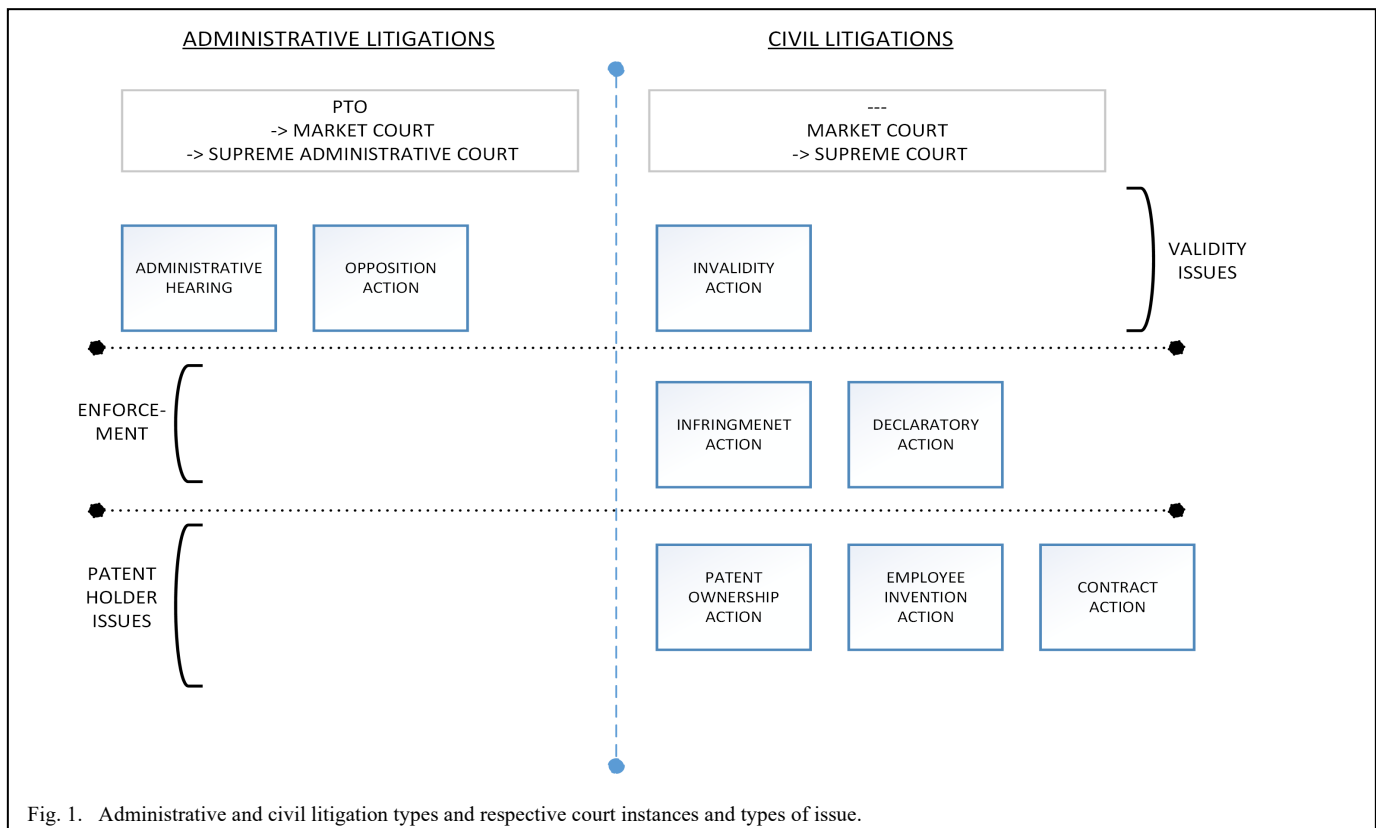 ADMINISTRATIVE LITIGATIONS
CIVIL LITIGATIONS
PTO
-> MARKET COURT
-> SUPREME ADMINISTRATIVE COURT
---
MARKET COURT
-> SUPREME COURT
ADMINISTRATIVE
HEARING
OPPOSITION
ACTION
INVALIDITY
ACTION
VALIDITY
ISSUES
ENFORCE-
MENT
INFRINGMENET
ACTION
DECLARATORY
ACTION
PATENT
HOLDER
ISSUES
PATENT
OWNERSHIP
ACTION
EMPLOYEE
INVENTION
ACTION
CONTRACT
ACTION
Fig. 1. Administrative and civil litigation types and respective court instances and types of issue.